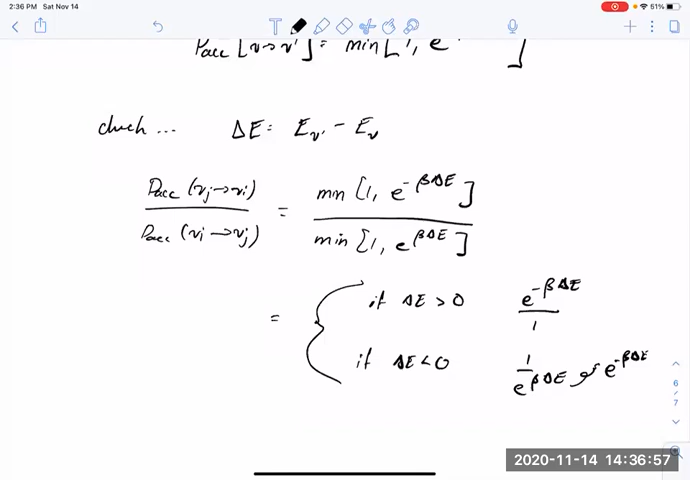 2:36 PM Sat Nov 14
51%
Pacc [ν→ν'] = min [1, e ]
check ... ΔE = Eν' − Eν
Pacc (νj→νi) / Pacc (νi→νj) = min [1, e^-βΔE] / min [1, e^βΔE]
= { if ΔE > 0 e^-βΔE / 1
if ΔE < 0 1 / e^βΔE or e^-βΔE
6
7
2020-11-14 14:36:57